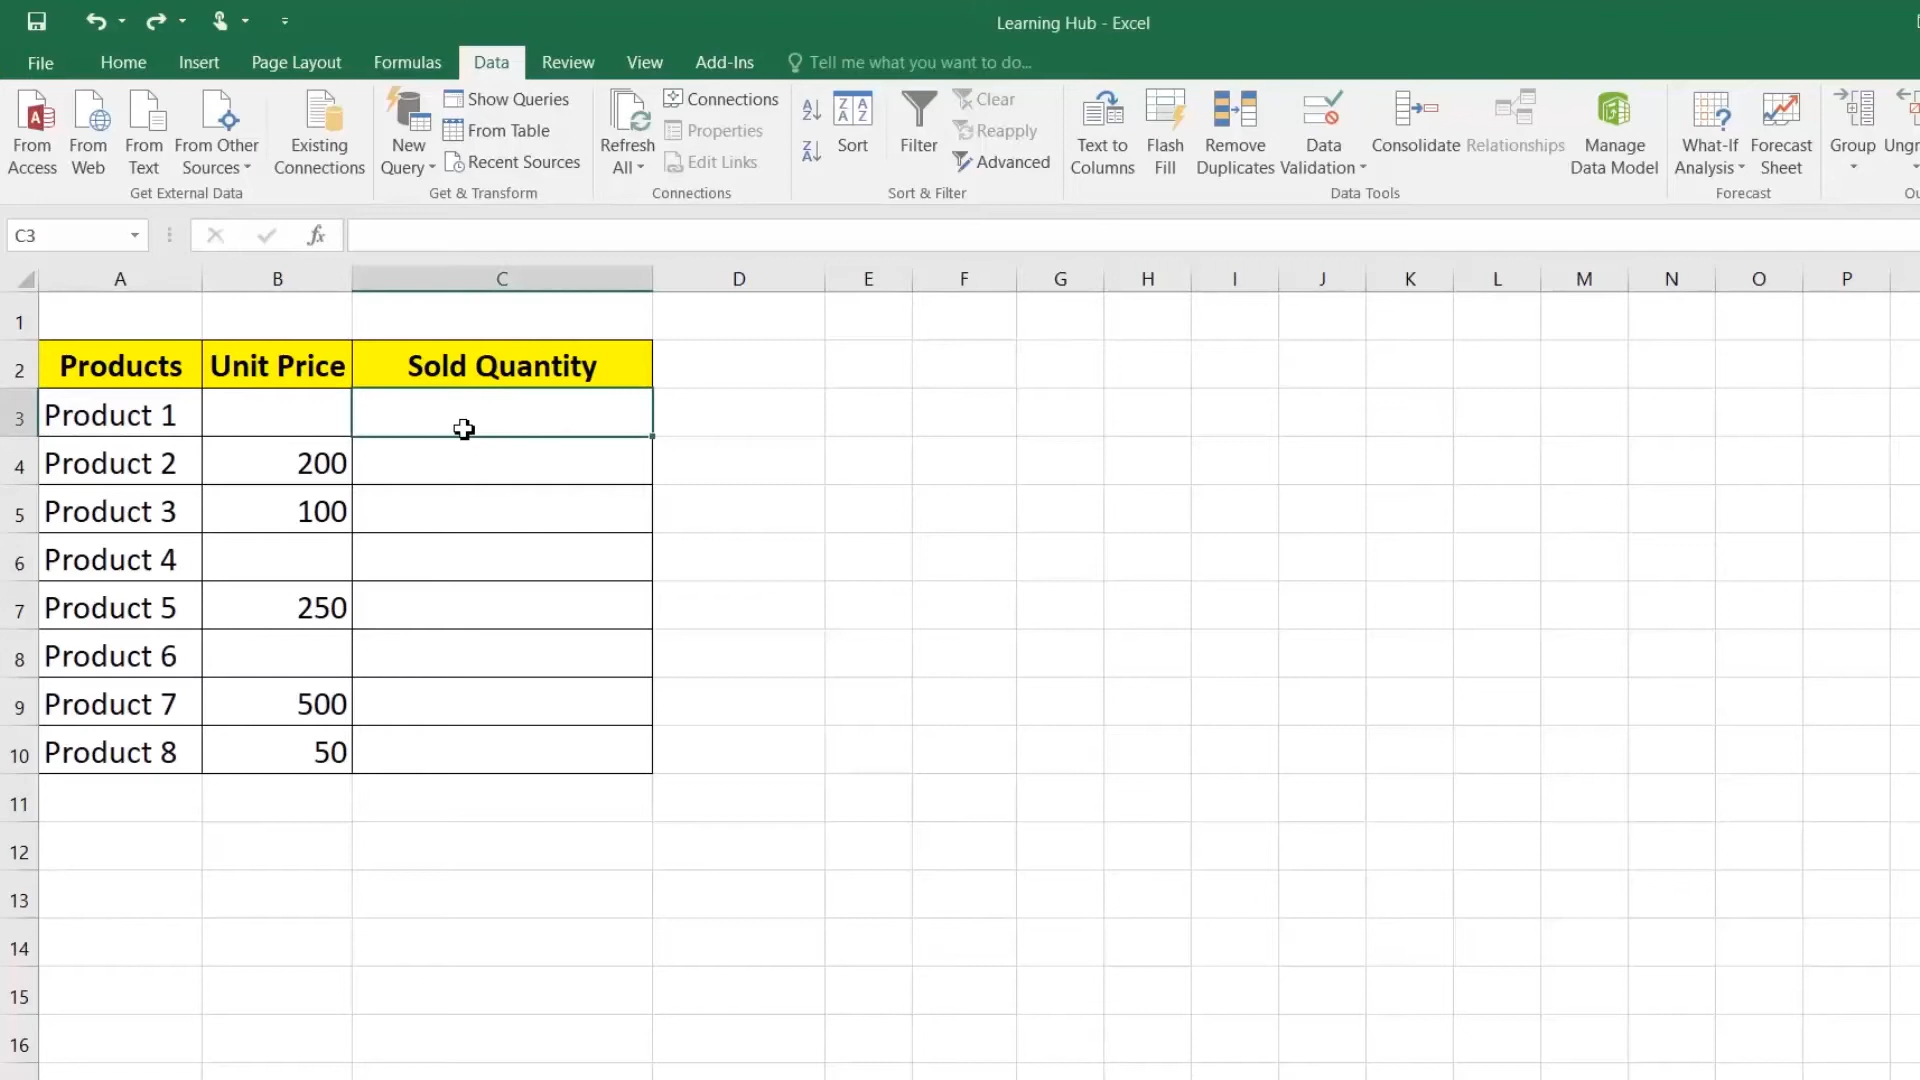 Learning Hub - Excel
File Home Insert Page Layout Formulas Data Review View Add-Ins Tell me what you want to do...
From Access
From Web
From Text
From Other Sources
Get External Data
Existing Connections
New Query
Show Queries
From Table
Recent Sources
Get & Transform
Refresh All
Connections
Properties
Edit Links
Connections
Sort
Filter
Clear
Reapply
Advanced
Sort & Filter
Text to Columns
Flash Fill
Remove Duplicates
Data Validation
Consolidate
Relationships
Manage Data Model
Data Tools
What-If Analysis
Forecast Sheet
Forecast
Group
C3 fx
A B C D E F G H I J K L M N O P
1
2 Products Unit Price Sold Quantity
3 Product 1
4 Product 2 200
5 Product 3 100
6 Product 4
7 Product 5 250
8 Product 6
9 Product 7 500
10 Product 8 50
11
12
13
14
15
16